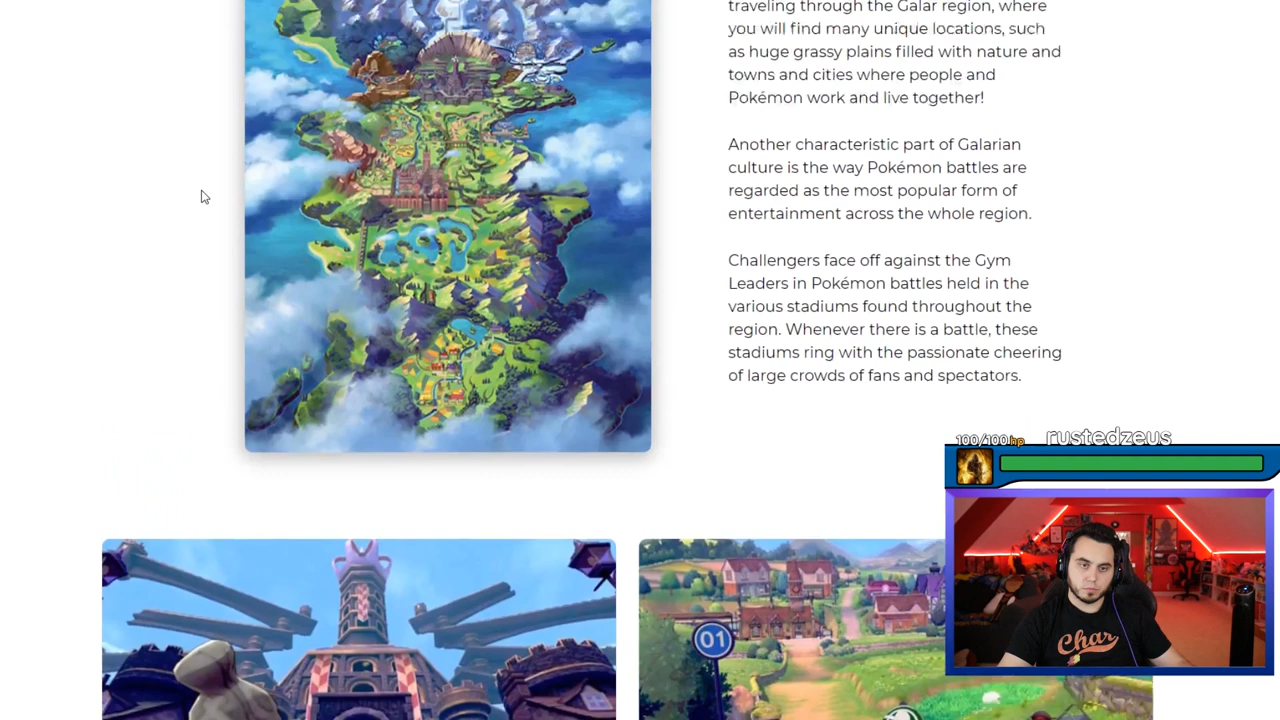 traveling through the Galar region, where
you will find many unique locations, such
as huge grassy plains filled with nature and
towns and cities where people and
Pokémon work and live together!
Another characteristic part of Galarian
culture is the way Pokémon battles are
regarded as the most popular form of
entertainment across the whole region.
Challengers face off against the Gym
Leaders in Pokémon battles held in the
various stadiums found throughout the
region. Whenever there is a battle, these
stadiums ring with the passionate cheering
of large crowds of fans and spectators.
100/100hp rustedzeus
01
Char